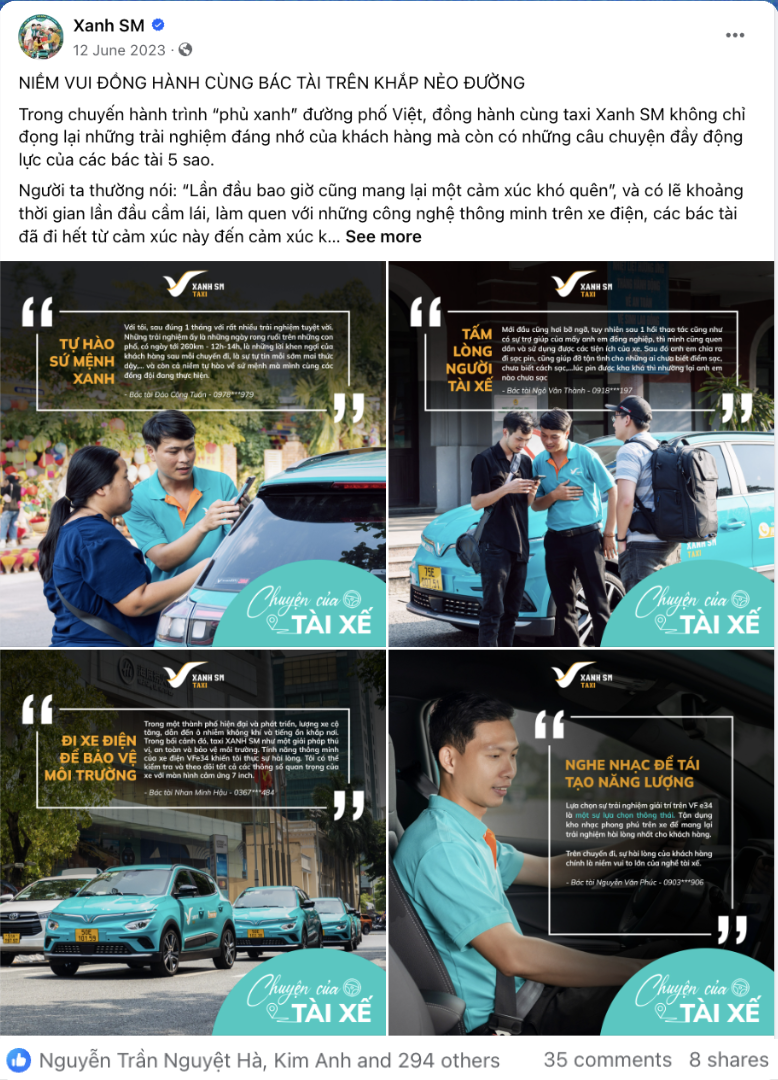 Xanh SM
12 June 2023
NIỀM VUI ĐỒNG HÀNH CÙNG BÁC TÀI TRÊN KHẮP NẺO ĐƯỜNG
Trong chuyến hành trình “phủ xanh” đường phố Việt, đồng hành cùng taxi Xanh SM không chỉ
đọng lại những trải nghiệm đáng nhớ của khách hàng mà còn có những câu chuyện đầy động
lực của các bác tài 5 sao.
Người ta thường nói: “Lần đầu bao giờ cũng mang lại một cảm xúc khó quên”, và có lẽ khoảng
thời gian lần đầu cầm lái, làm quen với những công nghệ thông minh trên xe điện, các bác tài
đã đi hết từ cảm xúc này đến cảm xúc k... See more
XANH SM
TAXI
“
TỰ HÀO
SỨ MỆNH
XANH
Với tôi, sau đúng 1 tháng với rất nhiều trải nghiệm tuyệt vời.
Những trải nghiệm ấy là những ngày rong ruổi trên những con
phố, có ngày tới 260km - 12h-14h, là những lời khen ngợi của
khách hàng sau mỗi chuyến đi, là sự tự tin mỗi sớm mai thức
dậy,... và còn cả niềm tự hào về sứ mệnh mà mình cùng các
đồng đội đang thực hiện.
- Bác tài Đào Công Tuấn - 0978***979
”
Chuyện của
TÀI XẾ
XANH SM
TAXI
“
TẤM
LÒNG
NGƯỜI
TÀI XẾ
Mới đầu cũng hơi bỡ ngỡ, tuy nhiên sau 1 hồi thao tác cũng như
có sự trợ giúp của mấy anh em đồng nghiệp, thì mình cũng quen
dần và sử dụng được các tiện ích của xe. Sau đó anh em chia ra
đi sạc pin, cũng giúp đỡ tận tình cho những ai chưa biết điểm sạc,
chưa biết cách sạc,...lúc pin được kha khá thì nhường lại anh em
nào chưa sạc
- Bác tài Ngô Văn Thành - 0918***197
”
XANH SM
TAXI
75E
Chuyện của
TÀI XẾ
XANH SM
TAXI
“
ĐI XE ĐIỆN
ĐỂ BẢO VỆ
MÔI TRƯỜNG
Trong một thành phố hiện đại và phát triển, lượng xe cộ
tăng, dẫn đến ô nhiễm không khí và tiếng ồn khắp nơi.
Trong bối cảnh đó, taxi XANH SM như một giải pháp thú
vị, an toàn và bảo vệ môi trường. Tính năng thông minh
của xe điện VFe34 khiến tôi thực sự hài lòng. Tôi có thể
kiểm tra và theo dõi tất cả các thông số quan trọng của
xe với màn hình cảm ứng 7 inch.
- Bác tài Nhan Minh Hậu - 0367***484
”
Chuyện của
TÀI XẾ
XANH SM
TAXI
“
NGHE NHẠC ĐỂ TÁI
TẠO NĂNG LƯỢNG
Lựa chọn sự trải nghiệm giải trí trên VF e34
là một sự lựa chọn thông thái. Tận dụng
kho nhạc phong phú trên xe để mang lại
trải nghiệm hài lòng nhất cho khách hàng.
Trên chuyến đi, sự hài lòng của khách hàng
chính là niềm vui to lớn của nghề tài xế.
- Bác tài Nguyễn Văn Phúc - 0903***906
”
Chuyện của
TÀI XẾ
Nguyễn Trần Nguyệt Hà, Kim Anh and 294 others
35 comments
8 shares